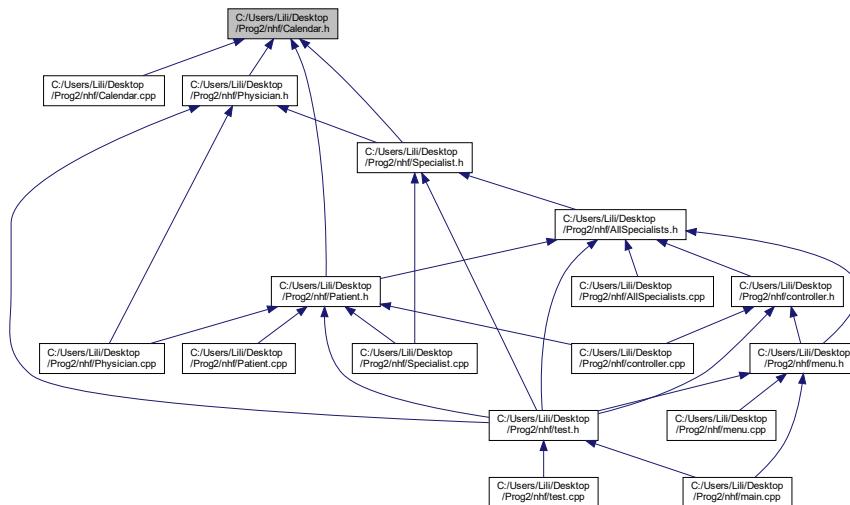 C:/Users/Lili/Desktop
/Prog2/nhf/Calendar.h
C:/Users/Lili/Desktop
/Prog2/nhf/Calendar.cpp
C:/Users/Lili/Desktop
/Prog2/nhf/Physician.h
C:/Users/Lili/Desktop
/Prog2/nhf/Specialist.h
C:/Users/Lili/Desktop
/Prog2/nhf/AllSpecialists.h
C:/Users/Lili/Desktop
/Prog2/nhf/Patient.h
C:/Users/Lili/Desktop
/Prog2/nhf/AllSpecialists.cpp
C:/Users/Lili/Desktop
/Prog2/nhf/controller.h
C:/Users/Lili/Desktop
/Prog2/nhf/Physician.cpp
C:/Users/Lili/Desktop
/Prog2/nhf/Patient.cpp
C:/Users/Lili/Desktop
/Prog2/nhf/Specialist.cpp
C:/Users/Lili/Desktop
/Prog2/nhf/controller.cpp
C:/Users/Lili/Desktop
/Prog2/nhf/menu.h
C:/Users/Lili/Desktop
/Prog2/nhf/test.h
C:/Users/Lili/Desktop
/Prog2/nhf/menu.cpp
C:/Users/Lili/Desktop
/Prog2/nhf/test.cpp
C:/Users/Lili/Desktop
/Prog2/nhf/main.cpp